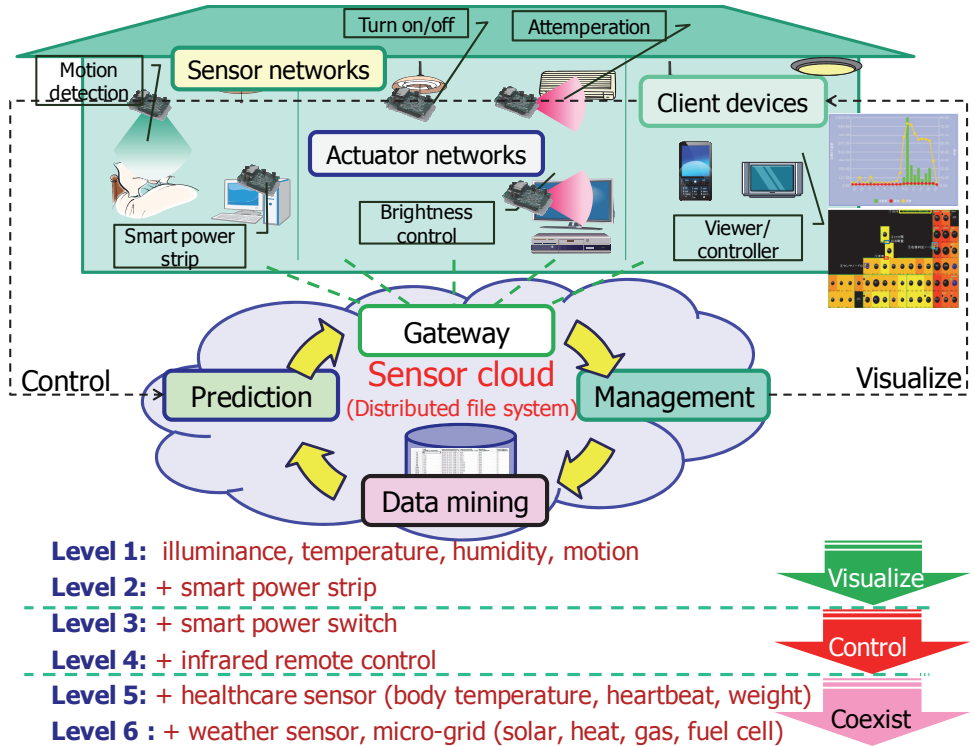 Turn on/off
Attemperation
Motion
detection
Sensor networks
Client devices
Actuator networks
Smart power
strip
Brightness
control
Viewer/
controller
Gateway
Control
Prediction
Sensor cloud
(Distributed file system)
Management
Visualize
Data mining
Level 1: illuminance, temperature, humidity, motion
Level 2: + smart power strip
Visualize
Level 3: + smart power switch
Level 4: + infrared remote control
Control
Level 5: + healthcare sensor (body temperature, heartbeat, weight)
Level 6 : + weather sensor, micro-grid (solar, heat, gas, fuel cell)
Coexist